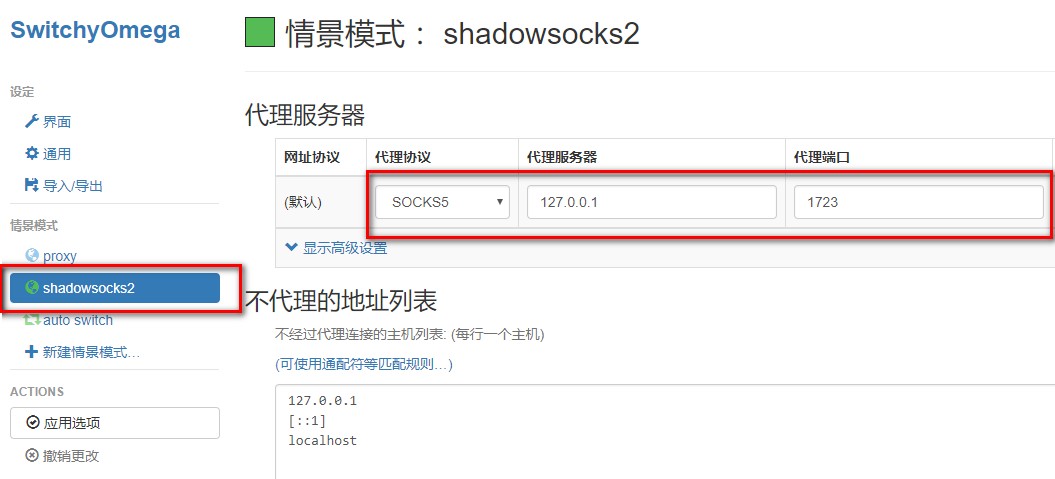 SwitchyOmega
设定
界面
通用
导入/导出
情景模式
proxy
shadowsocks2
auto switch
新建情景模式…
ACTIONS
应用选项
撤销更改
情景模式： shadowsocks2
代理服务器
网址协议 代理协议 代理服务器 代理端口
(默认) SOCKS5 127.0.0.1 1723
显示高级设置
不代理的地址列表
不经过代理连接的主机列表: (每行一个主机)
(可使用通配符等匹配规则…)
127.0.0.1
[::1]
localhost